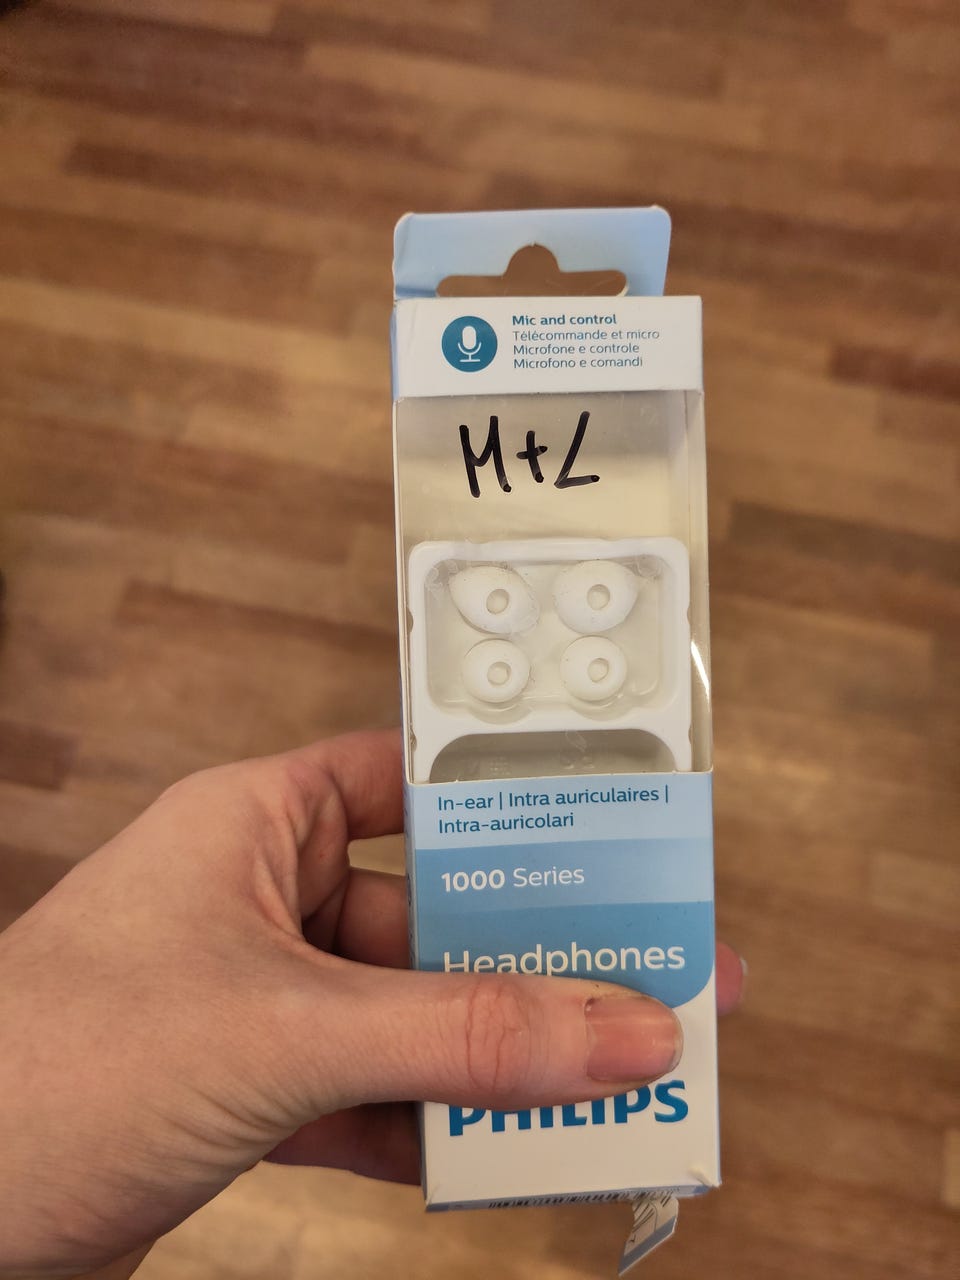 Mic and control
Télécommande et micro
Microfone e controle
Microfono e comandi
M+L
In-ear | Intra auriculaires |
Intra-auricolari
1000 Series
Headphones
PHILIPS